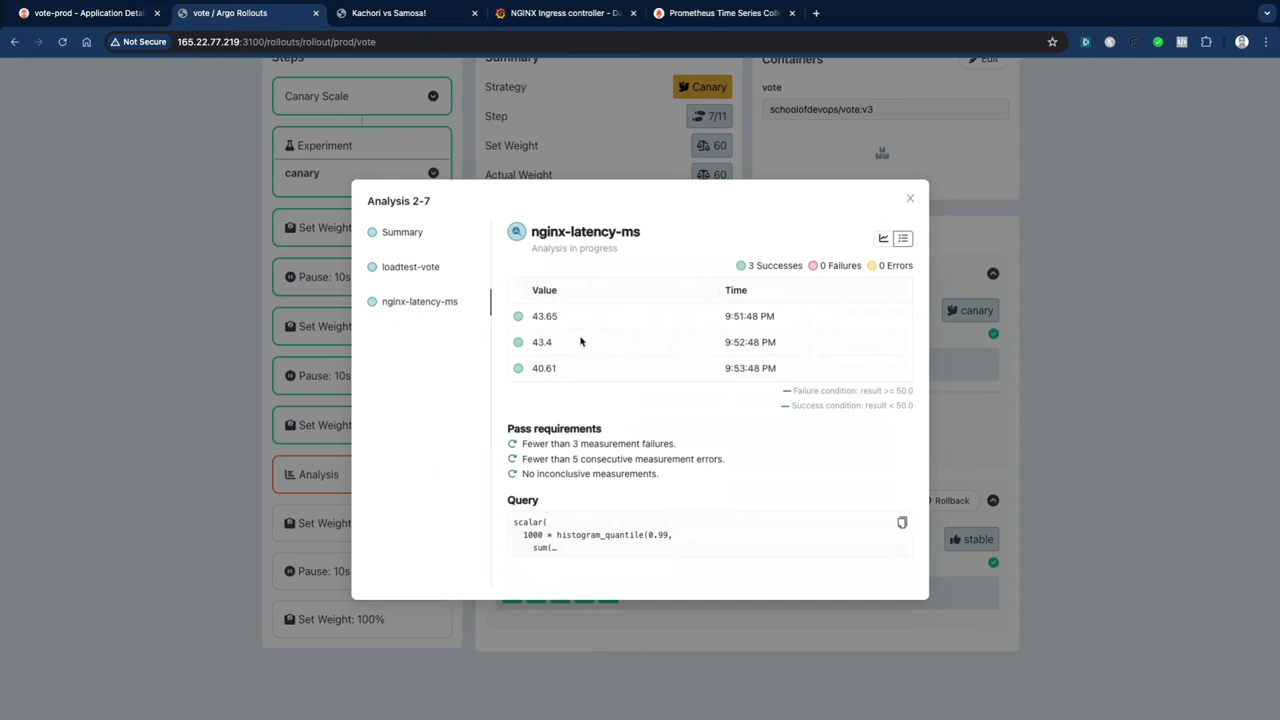 vote-prod - Application Detai
vote / Argo Rollouts
Kachori vs Samosa!
NGINX Ingress controller - Da
Prometheus Time Series Colle
Not Secure
165.22.77.219:3100/rollouts/rollout/prod/vote
Steps
Summary
Containers
Edit
Canary Scale
Strategy
Canary
vote
Step
7/11
schoolofdevops/vote:v3
Experiment
Set Weight
60
canary
Actual Weight
60
Analysis 2-7
Summary
loadtest-vote
nginx-latency-ms
nginx-latency-ms
Analysis in progress
3 Successes
0 Failures
0 Errors
Value
Time
43.65
9:51:48 PM
43.4
9:52:48 PM
40.61
9:53:48 PM
Failure condition: result >= 50.0
Success condition: result < 50.0
Pass requirements
Fewer than 3 measurement failures.
Fewer than 5 consecutive measurement errors.
No inconclusive measurements.
Query
scalar(
1000 * histogram_quantile(0.99,
sum(…
Set Weight
Pause: 10s
Set Weight
Pause: 10s
Set Weight
Analysis
Set Weight
Pause: 10s
Set Weight: 100%
canary
Rollback
stable